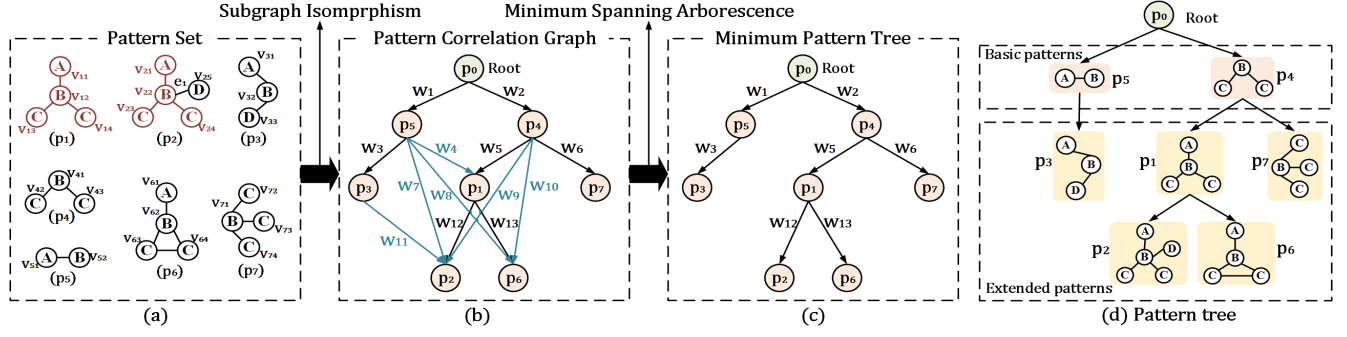 Subgraph Isomprphism
Minimum Spanning Arborescence
Pattern Set
A
V11
B
V12
C
C
V13
V14
(p1)
V21
A
e1
V25
D
V22
B
V23
C
C
V24
(p2)
V31
A
V32
B
D
V33
(p3)
V41
B
V42
V43
C
C
(p4)
V51
A
B
V52
(p5)
V61
A
V62
B
V63
V64
C
C
(p6)
V72
C
V71
B
C
V73
C
V74
(p7)
(a)
Pattern Correlation Graph
p0
Root
W1
W2
p5
p4
W3
W4
W5
W6
p3
p1
p7
W7
W8
W9
W10
W11
W12
W13
p2
p6
(b)
Minimum Pattern Tree
p0
Root
W1
W2
p5
p4
W3
W5
W6
p3
p1
p7
W12
W13
p2
p6
(c)
p0
Root
Basic patterns
A
B
p5
B
C
C
p4
p3
A
B
D
p1
A
B
C
C
p7
C
B
C
C
p2
A
B
D
C
C
A
B
C
C
p6
Extended patterns
(d) Pattern tree